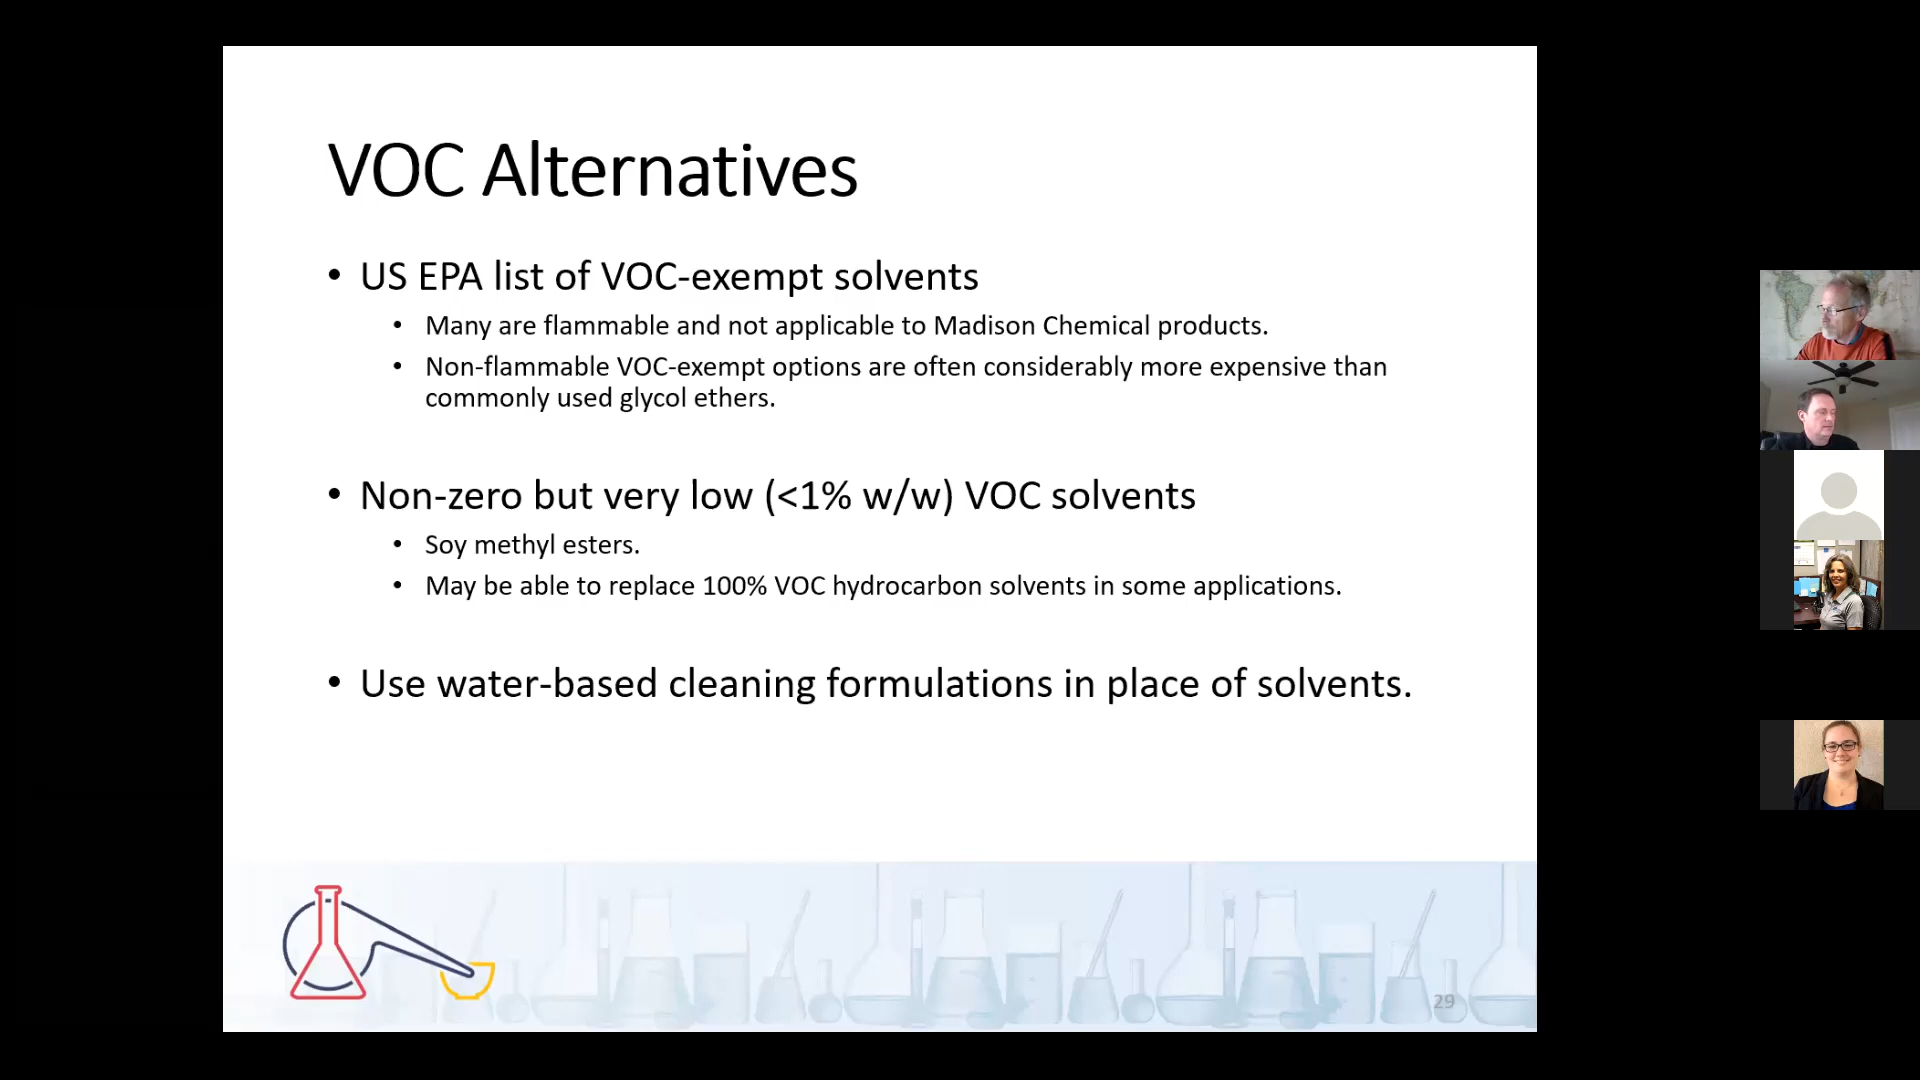 VOC Alternatives
• US EPA list of VOC-exempt solvents
• Many are flammable and not applicable to Madison Chemical products.
• Non-flammable VOC-exempt options are often considerably more expensive than
commonly used glycol ethers.
• Non-zero but very low (<1% w/w) VOC solvents
• Soy methyl esters.
• May be able to replace 100% VOC hydrocarbon solvents in some applications.
• Use water-based cleaning formulations in place of solvents.
29